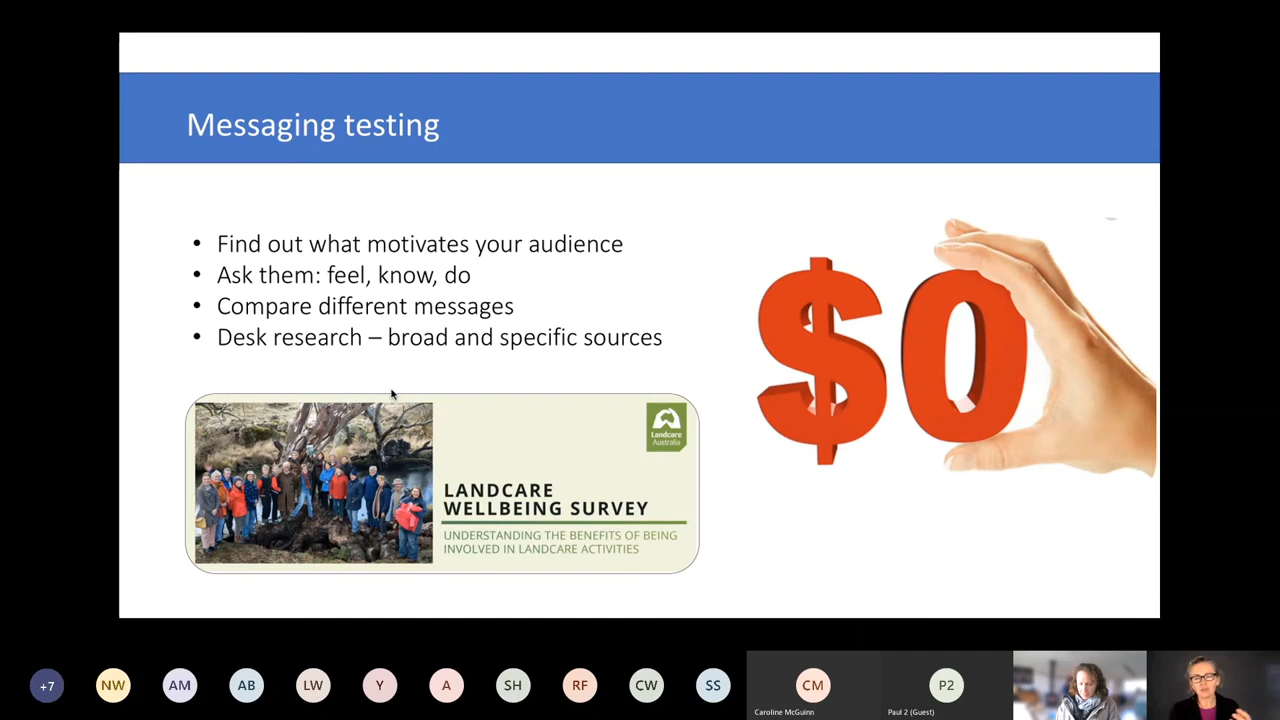 Messaging testing
• Find out what motivates your audience
• Ask them: feel, know, do
• Compare different messages
• Desk research – broad and specific sources
$0
Landcare
Australia
LANDCARE
WELLBEING SURVEY
UNDERSTANDING THE BENEFITS OF BEING
INVOLVED IN LANDCARE ACTIVITIES
+7
NW
AM
AB
LW
Y
A
SH
RF
CW
SS
CM
P2
Caroline McGuinn
Paul 2 (Guest)